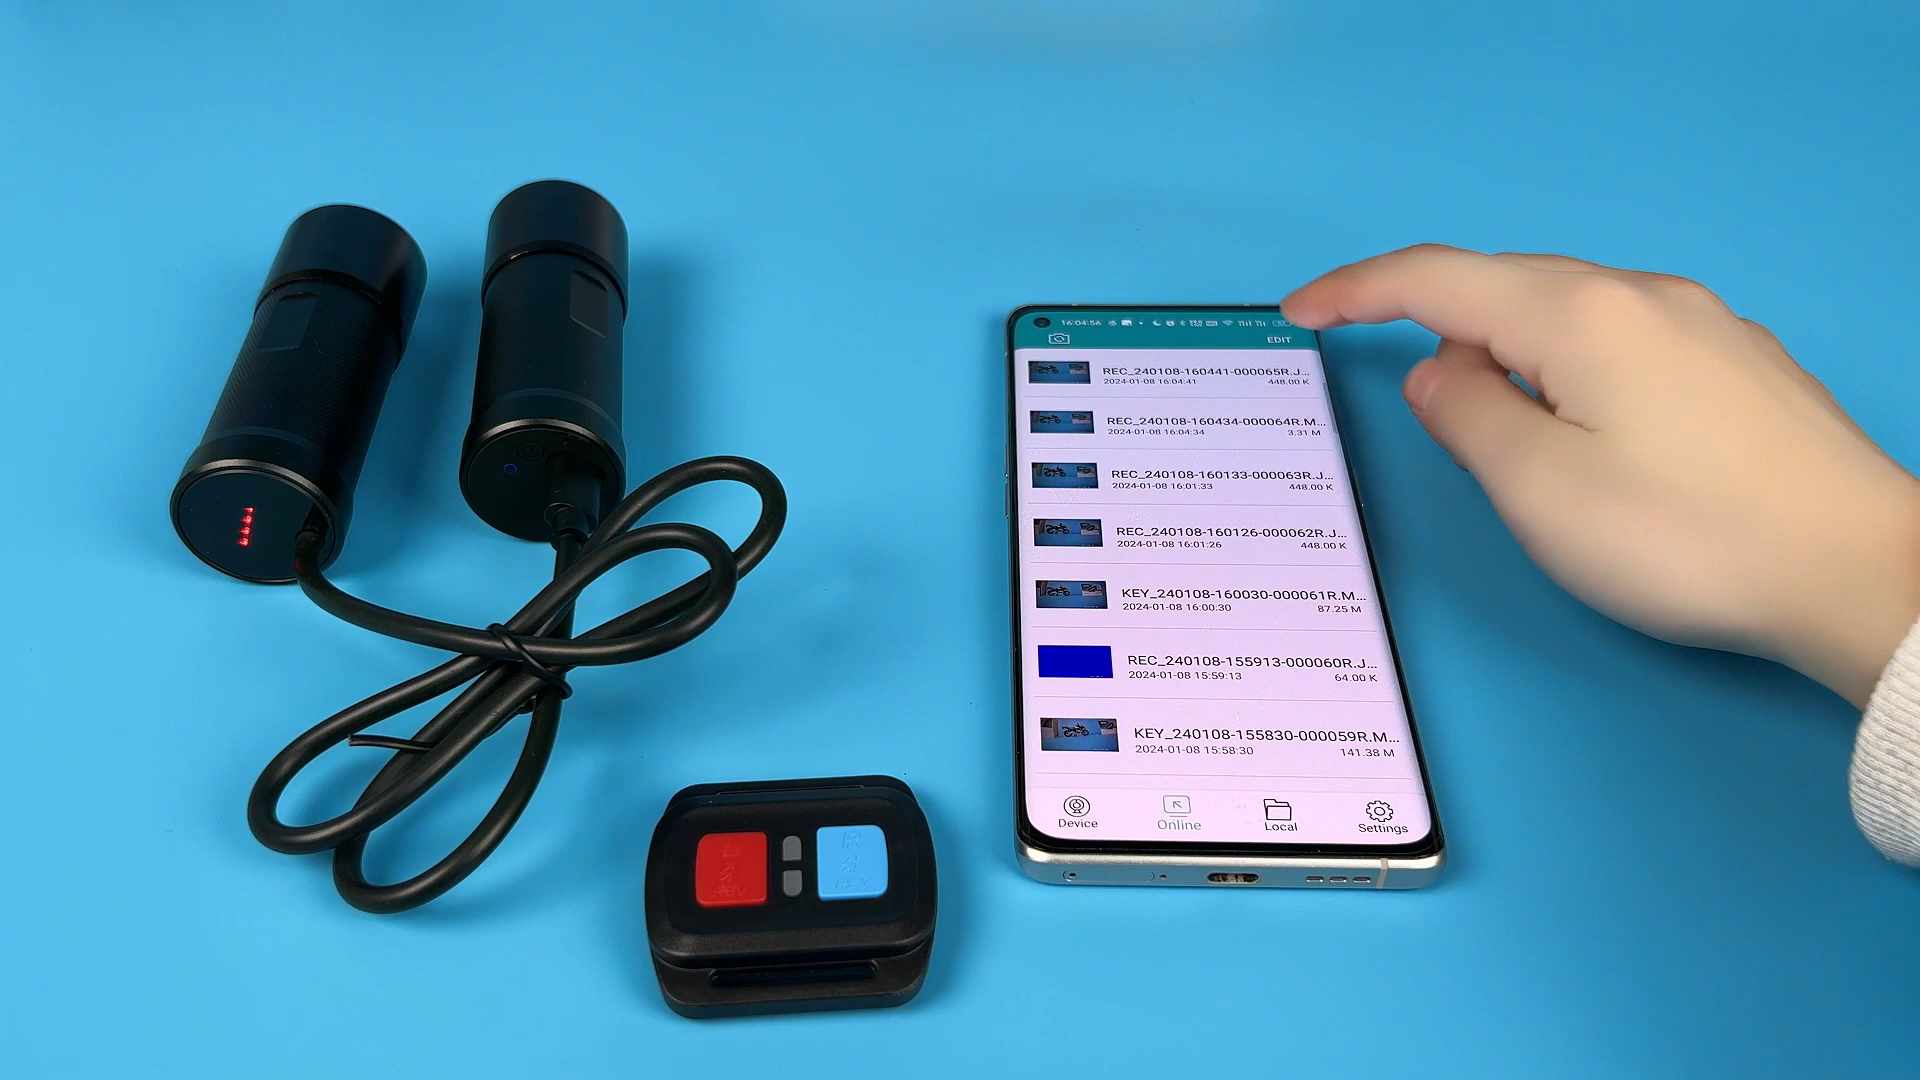 16:04:56
EDIT
REC_240108-160441-000065R.J...
2024-01-08 16:04:41 448.00 K
REC_240108-160434-000064R.M...
2024-01-08 16:04:34 3.31 M
REC_240108-160133-000063R.J...
2024-01-08 16:01:33 448.00 K
REC_240108-160126-000062R.J...
2024-01-08 16:01:26 448.00 K
KEY_240108-160030-000061R.M...
2024-01-08 16:00:30 87.25 M
REC_240108-155913-000060R.J...
2024-01-08 15:59:13 64.00 K
KEY_240108-155830-000059R.M...
2024-01-08 15:58:30 141.38 M
Device Online Local Settings
L R